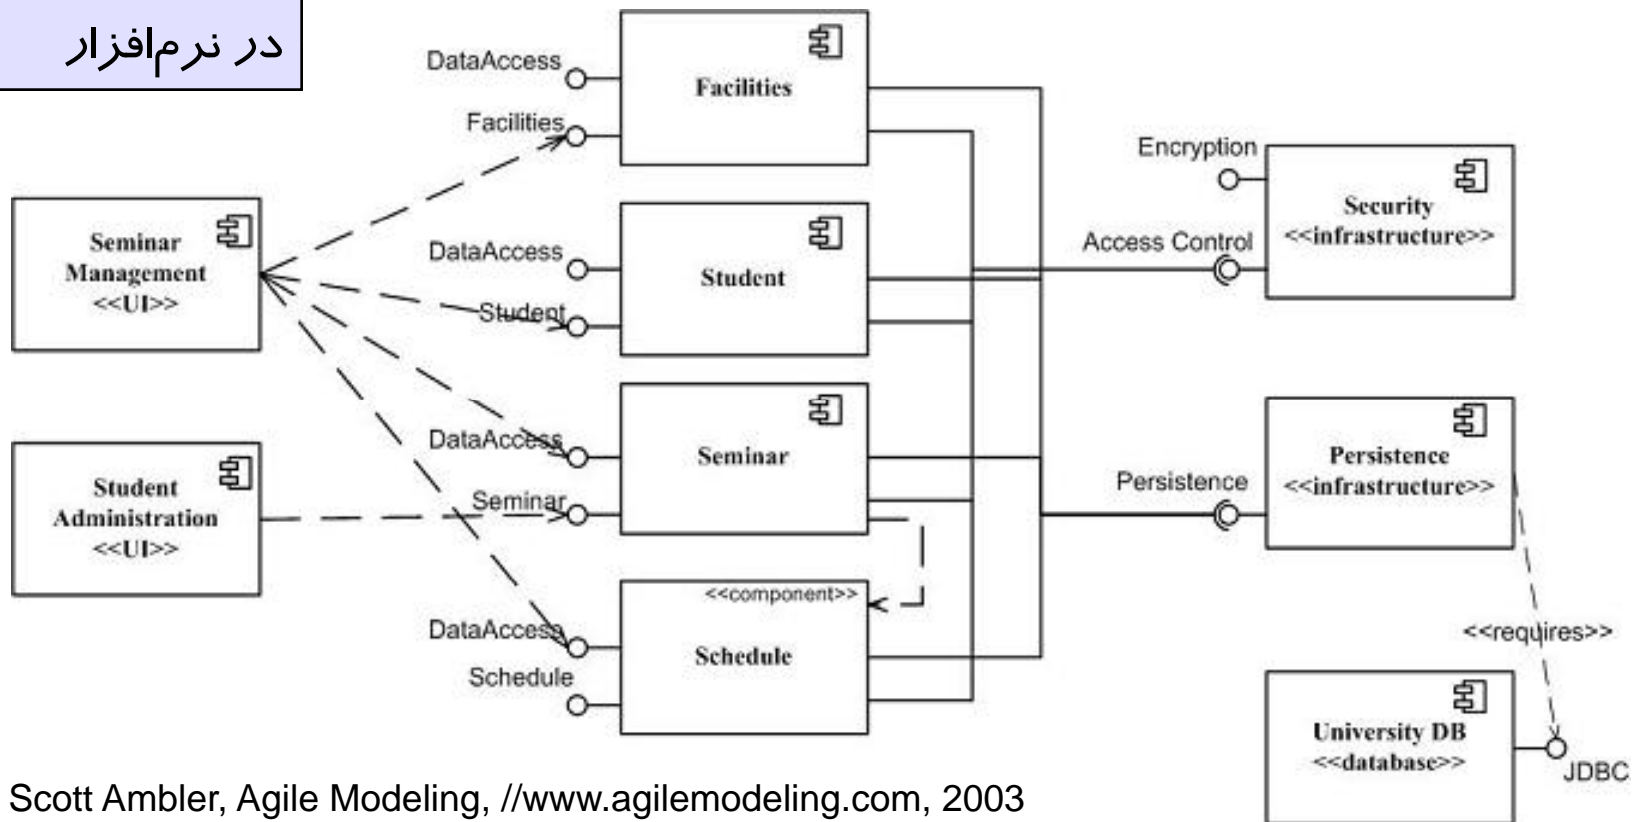 در نرم‌افزار
DataAccess
Facilities
Facilities
Encryption
Security
<<infrastructure>>
Access Control
Seminar
Management
<<UI>>
DataAccess
Student
Student
DataAccess
Seminar
Seminar
Persistence
Persistence
<<infrastructure>>
Student
Administration
<<UI>>
<<component>>
DataAccess
Schedule
Schedule
<<requires>>
University DB
<<database>>
JDBC
Scott Ambler, Agile Modeling, //www.agilemodeling.com, 2003